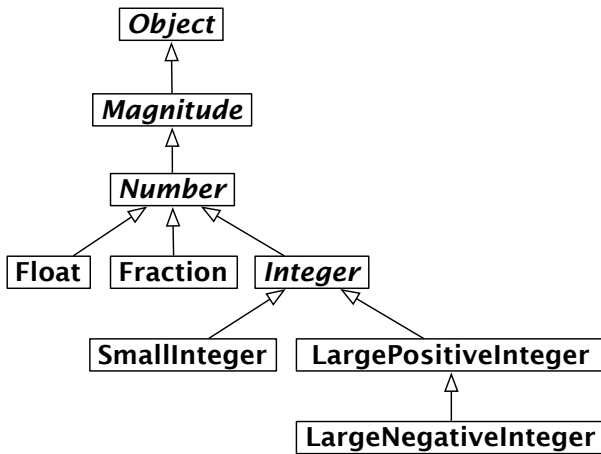 Object
Magnitude
Number
Float
Fraction
Integer
SmallInteger
LargePositiveInteger
LargeNegativeInteger